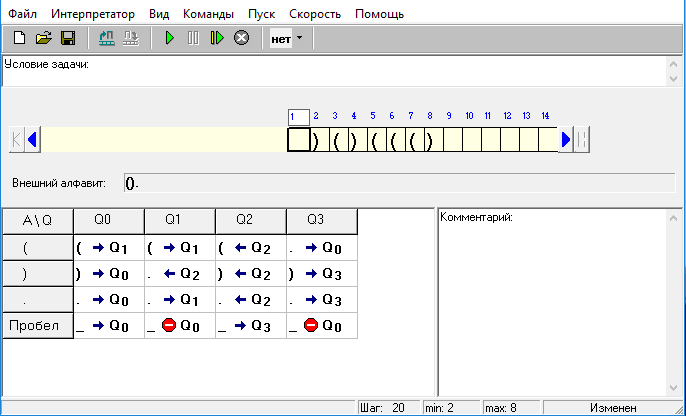 Файл Интерпретатор Вид Команды Пуск Скорость Помощь
нет
Условие задачи:
1 2 3 4 5 6 7 8 9 10 11 12 13 14
) ( ) ( ( ( )
Внешний алфавит: ().
A\Q Q0 Q1 Q2 Q3
( ( → Q1 ( → Q1 ( ← Q2 . → Q0
) ) → Q0 . ← Q2 ) ← Q2 ) → Q3
. . → Q0 . → Q1 . ← Q2 . → Q3
Пробел _ → Q0 _ Q0 _ → Q3 _ Q0
Комментарий:
Шаг: 20 min: 2 max: 8 Изменен